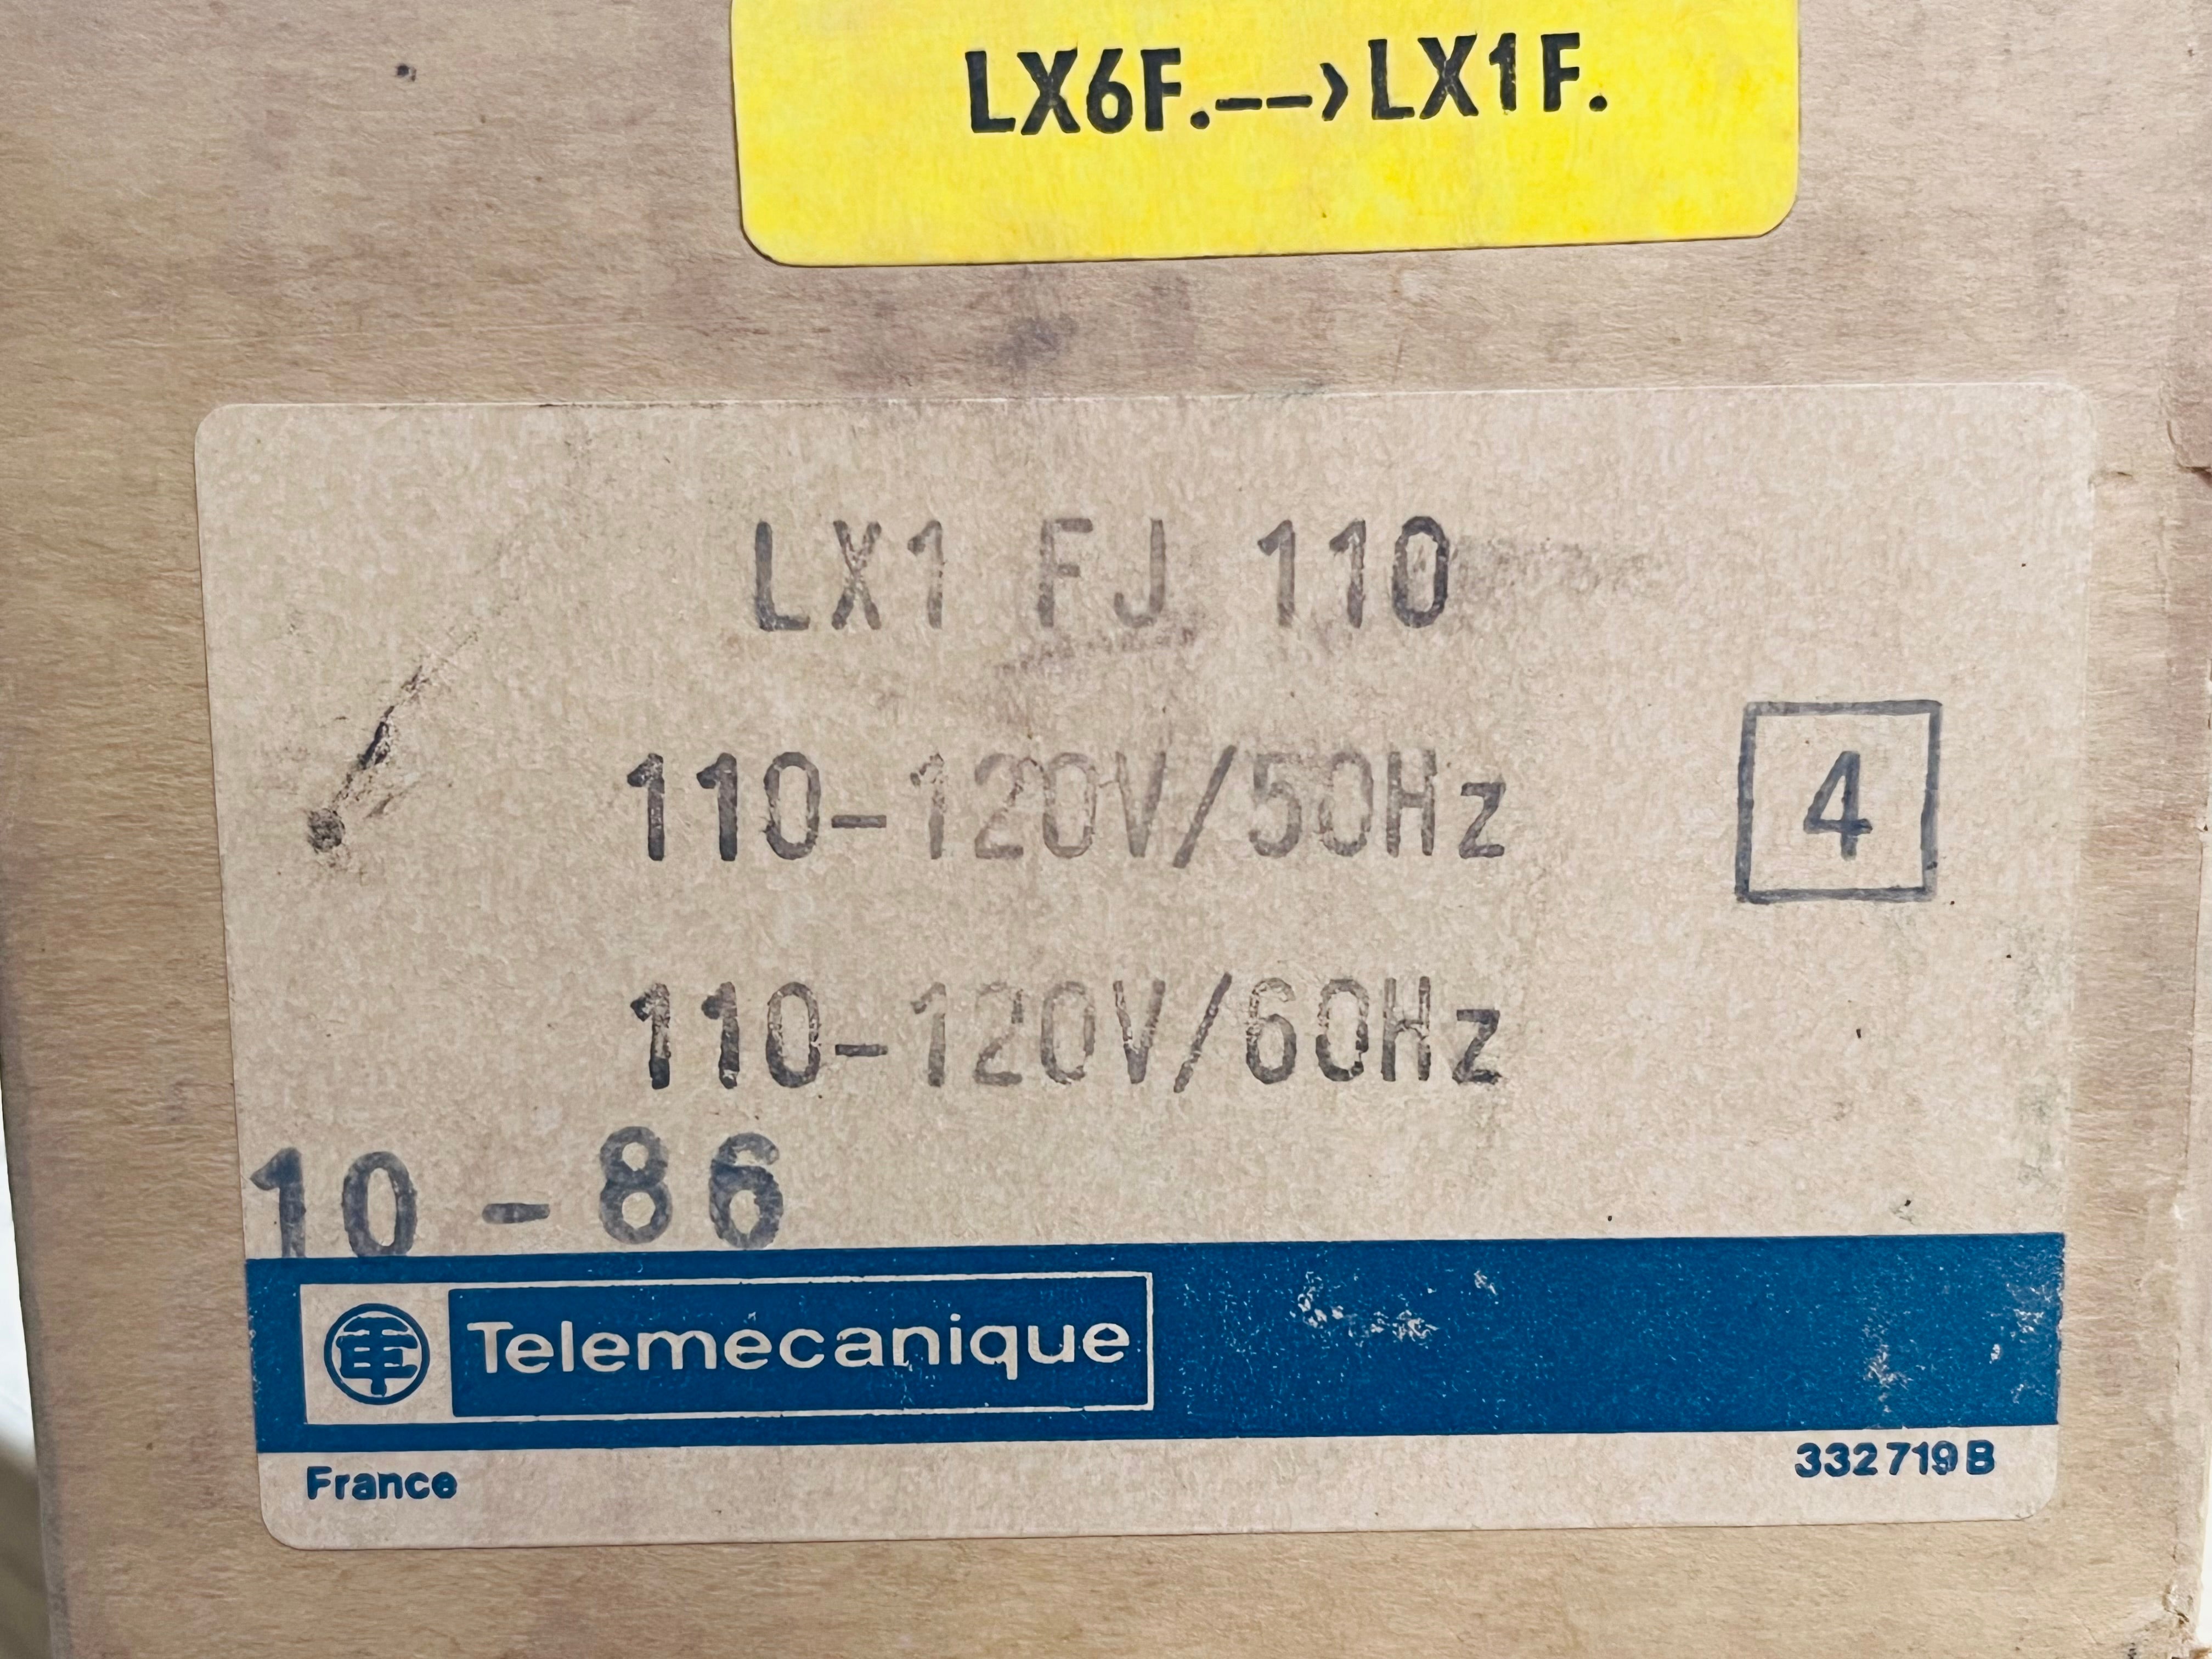 LX6F.--›LX1F.
LX1 FJ 110
110-120V/50Hz
4
110-120V/60Hz
10-86
Telemecanique
France
332719B